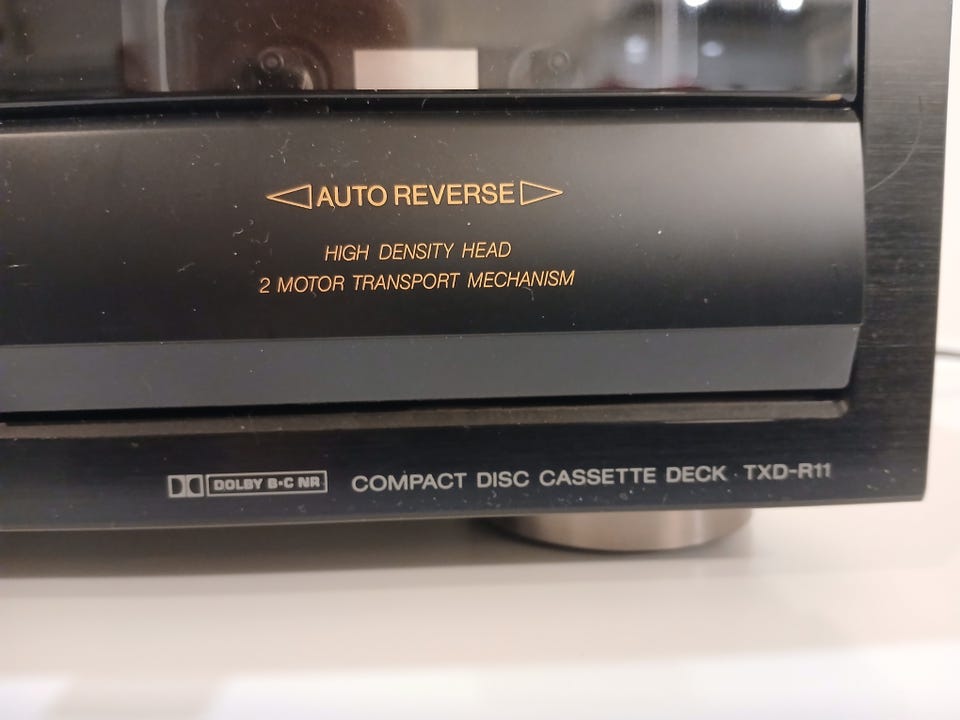 AUTO REVERSE
HIGH DENSITY HEAD
2 MOTOR TRANSPORT MECHANISM
DOLBY B•C NR COMPACT DISC CASSETTE DECK TXD-R11